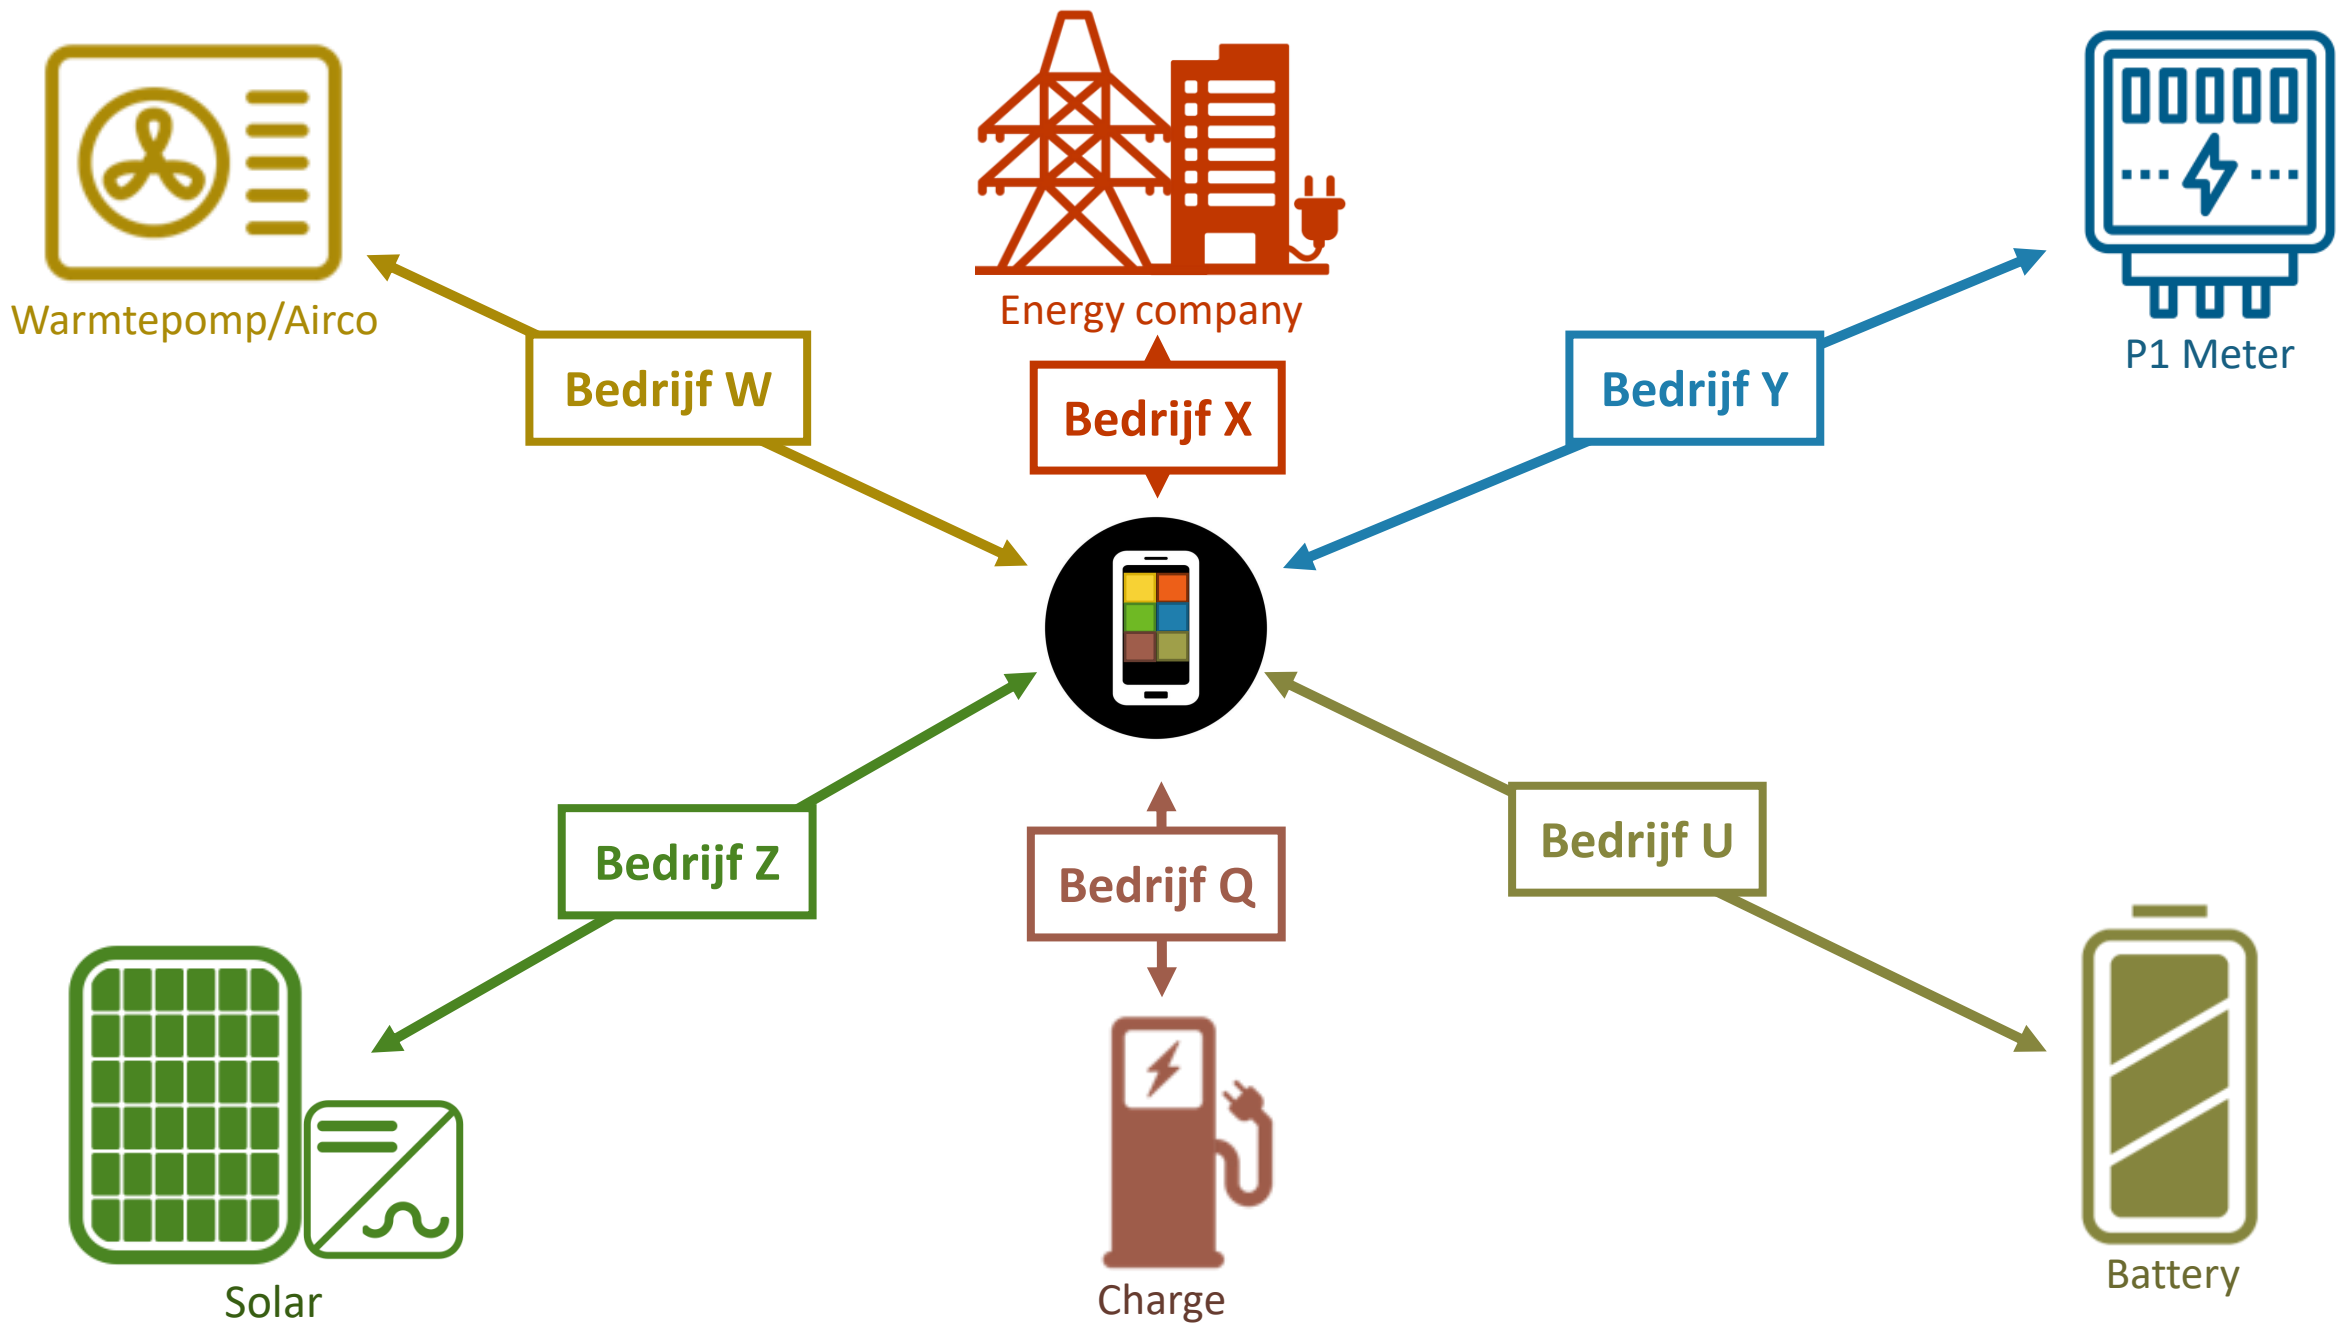 Warmtepomp/Airco
Energy company
P1 Meter
Bedrijf W
Bedrijf X
Bedrijf Y
Bedrijf Z
Bedrijf Q
Bedrijf U
Solar
Charge
Battery